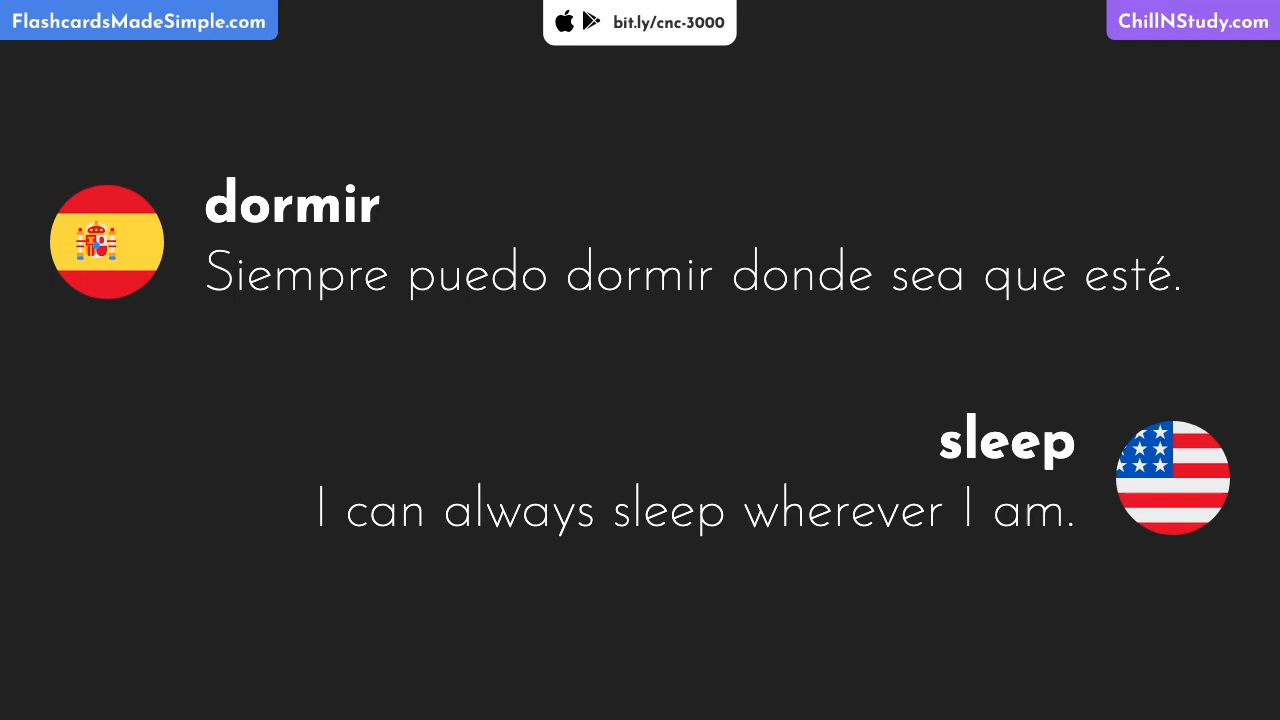 FlashcardsMadeSimple.com
bit.ly/cnc-3000
ChillNStudy.com
dormir
Siempre puedo dormir donde sea que esté.
sleep
I can always sleep wherever I am.